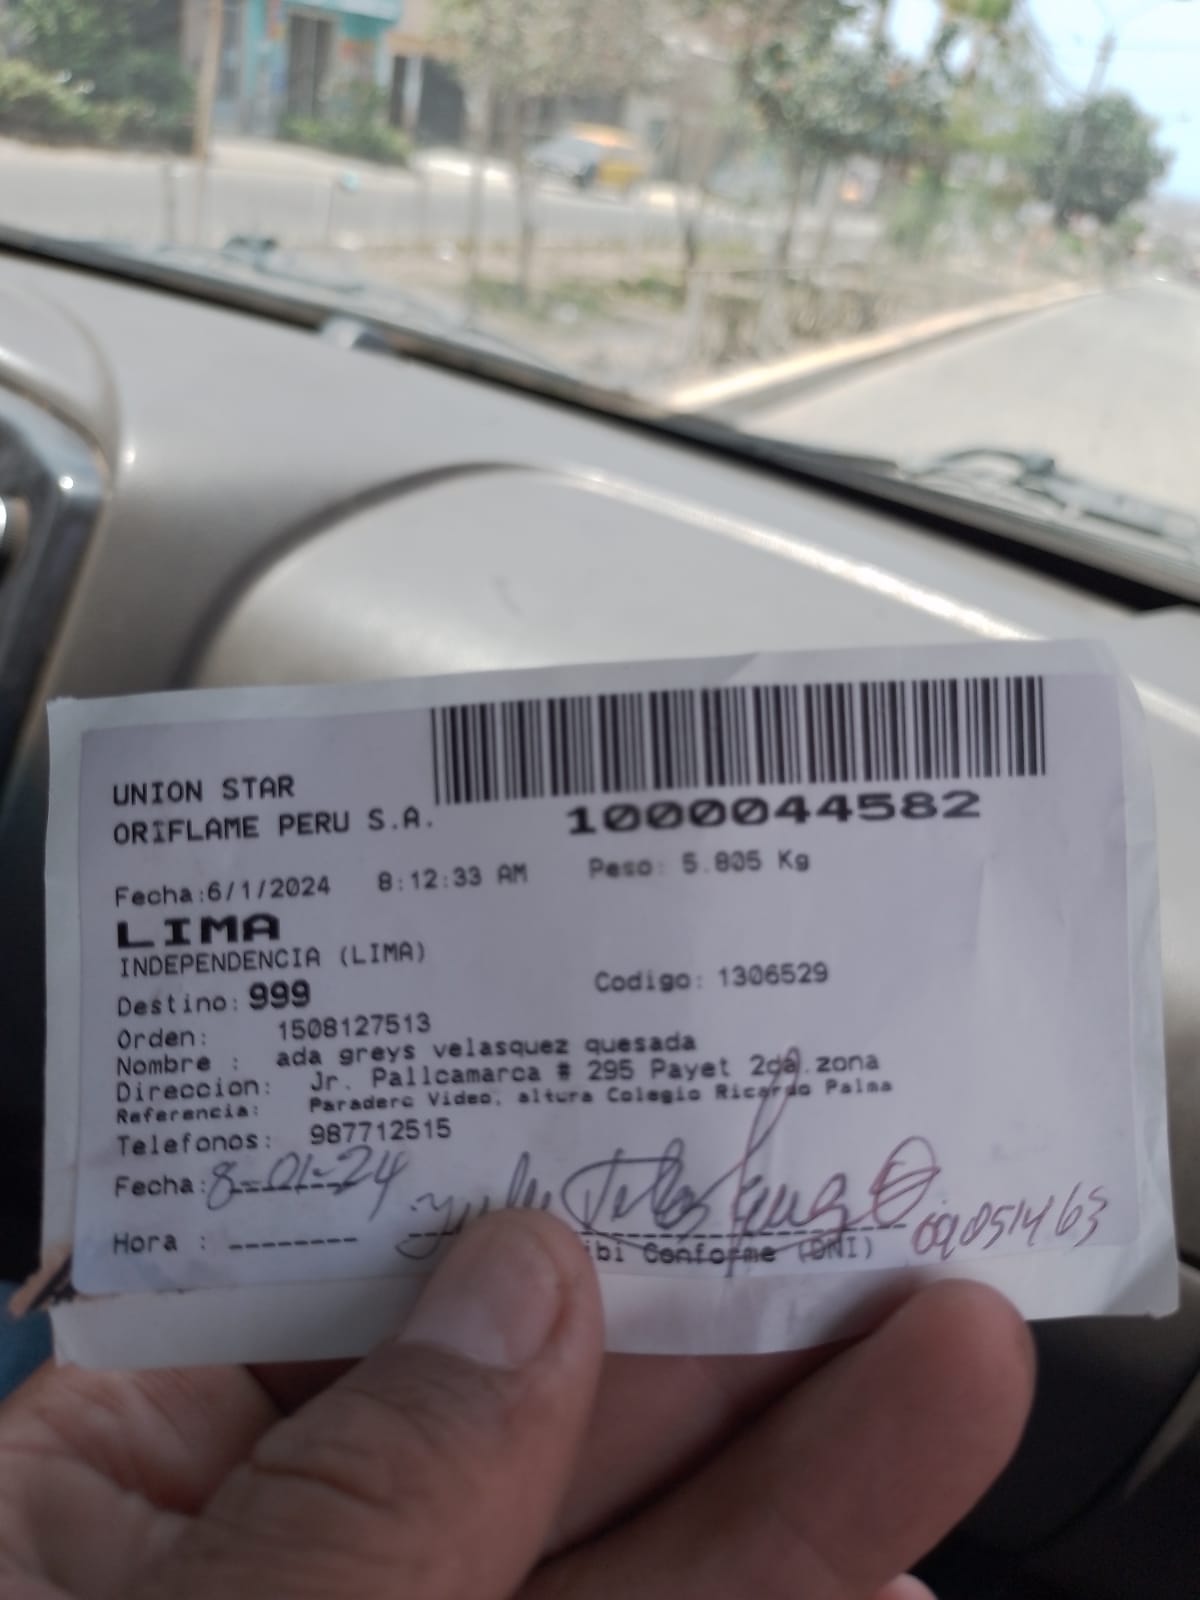 UNION STAR
ORIFLAME PERU S.A.
1000044582
Fecha:6/1/2024 8:12:33 AM Peso: 5.805 Kg
LIMA
INDEPENDENCIA (LIMA)
Destino: 999 Codigo: 1306529
Orden: 1508127513
Nombre : ada greys velasquez quesada
Direccion: Jr. Pallcamarca # 295 Payet 2da.zona
Referencia: Paradero Video, altura Colegio Ricardo Palma
Telefonos: 987712515
Fecha: 8-01-24
Hora : --------
ibi Conforme (DNI) 09851463